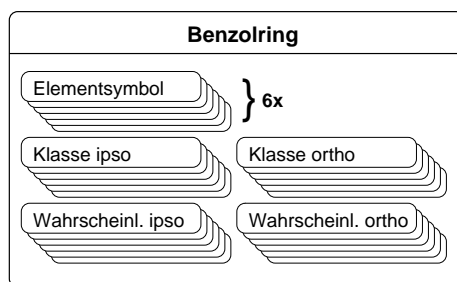 Benzolring
Elementsymbol
} 6x
Klasse ipso
Klasse ortho
Wahrscheinl. ipso
Wahrscheinl. ortho